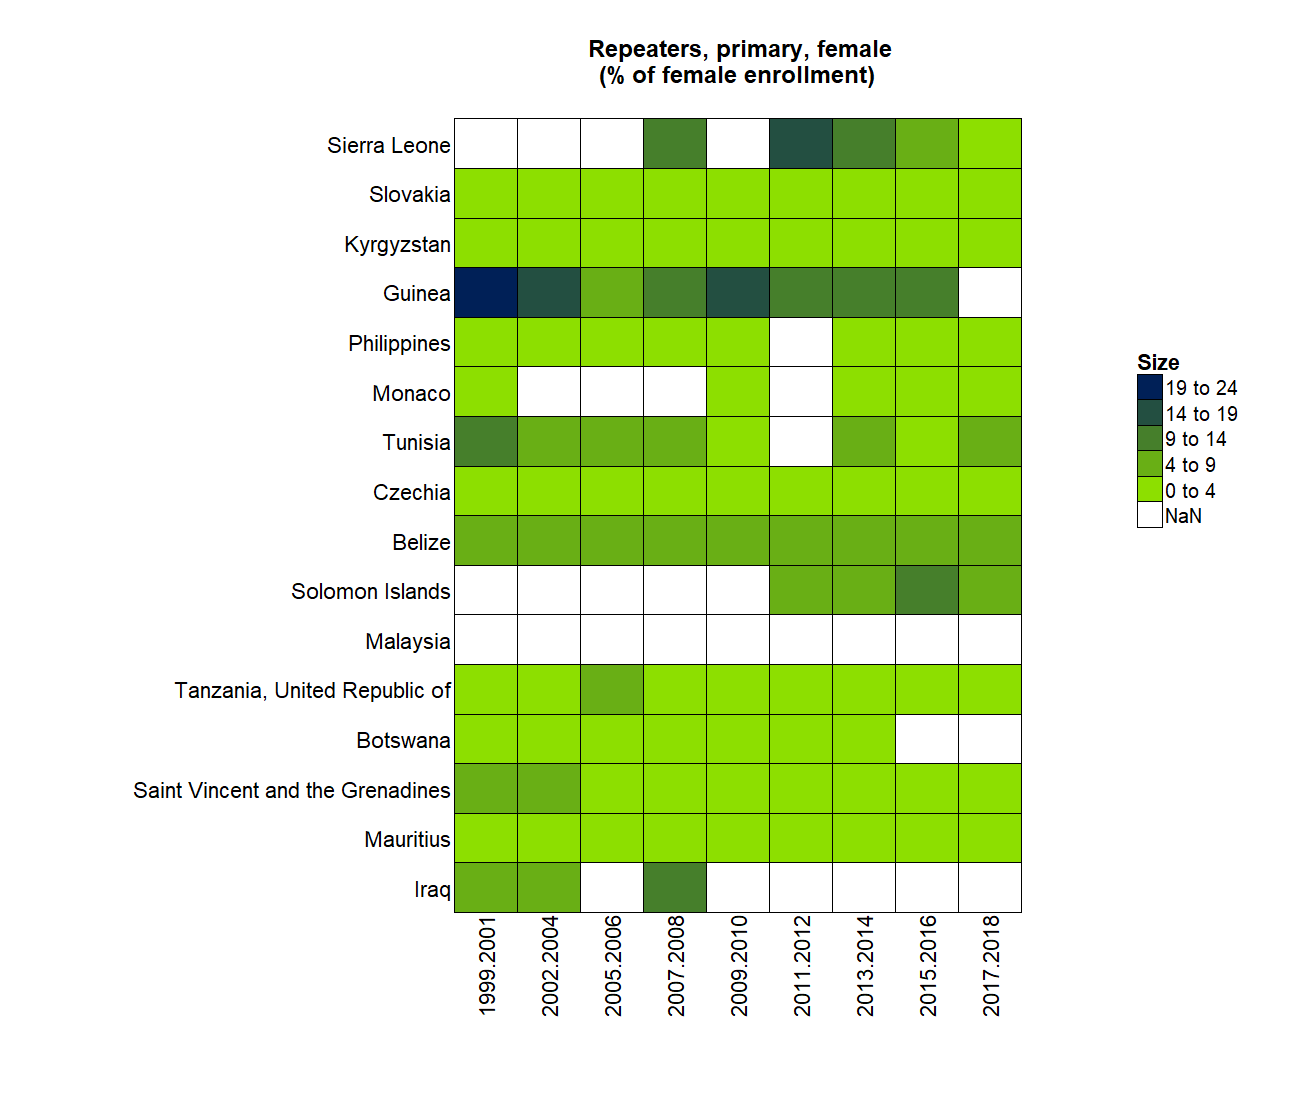 Repeaters, primary, female
(% of female enrollment)
Sierra Leone
Slovakia
Kyrgyzstan
Guinea
Philippines
Monaco
Tunisia
Czechia
Belize
Solomon Islands
Malaysia
Tanzania, United Republic of
Botswana
Saint Vincent and the Grenadines
Mauritius
Iraq
1999.2001
2002.2004
2005.2006
2007.2008
2009.2010
2011.2012
2013.2014
2015.2016
2017.2018
Size
19 to 24
14 to 19
9 to 14
4 to 9
0 to 4
NaN